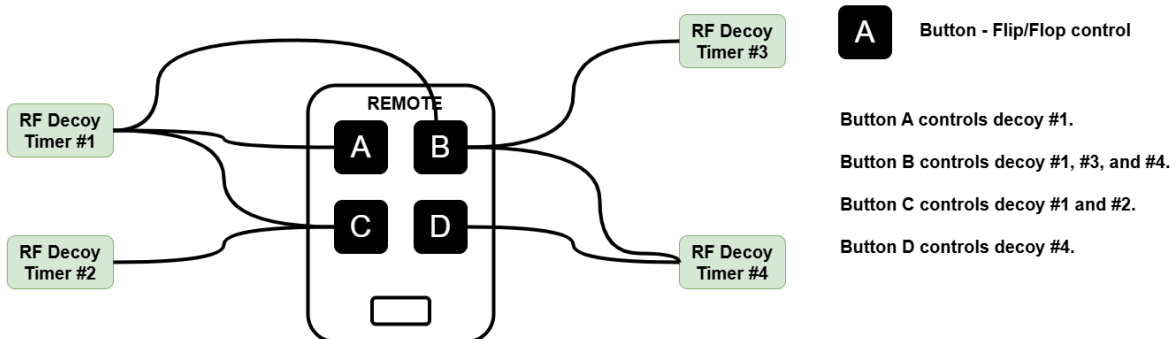 RF Decoy
Timer #1
RF Decoy
Timer #2
REMOTE
A
B
C
D
RF Decoy
Timer #3
RF Decoy
Timer #4
A
Button - Flip/Flop control
Button A controls decoy #1.
Button B controls decoy #1, #3, and #4.
Button C controls decoy #1 and #2.
Button D controls decoy #4.